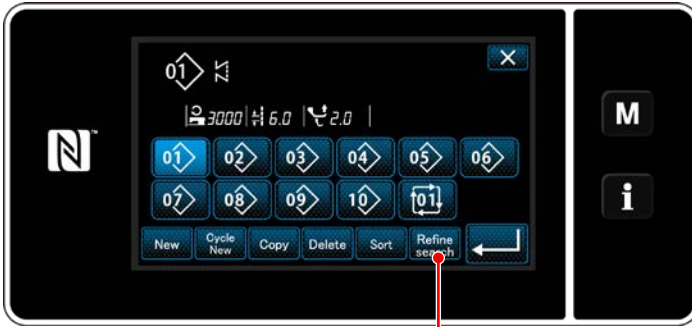 01
3000 6.0 2.0
01 02 03 04 05 06
07 08 09 10 01
New Cycle New Copy Delete Sort Refine search
N
M
i